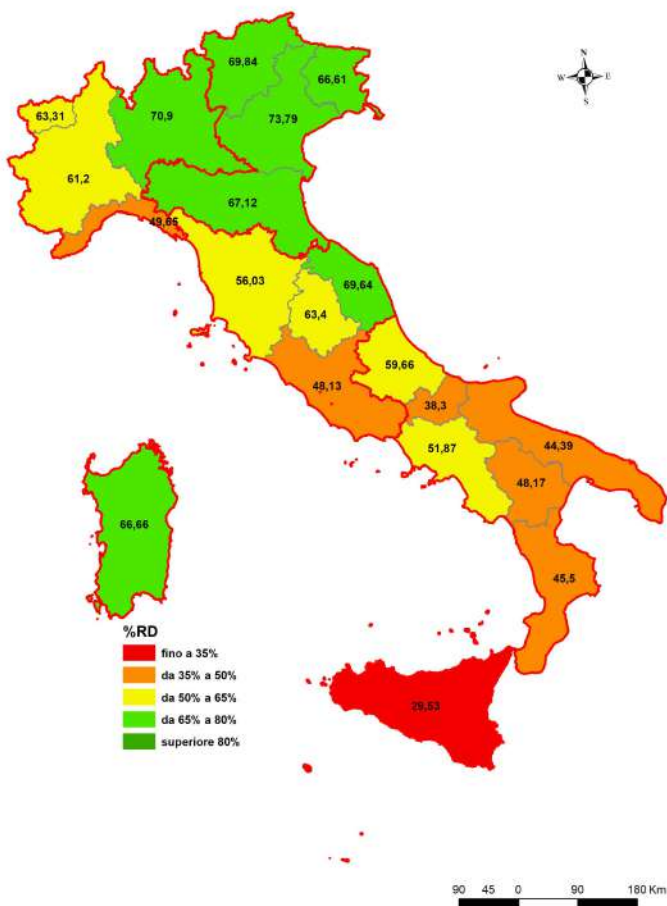 N
W E
S
69,84
66,61
63,31
70,9
73,79
61,2
67,12
49,65
56,03
69,64
63,4
59,66
48,13
38,3
44,39
51,87
48,17
66,66
45,5
29,53
%RD
fino a 35%
da 35% a 50%
da 50% a 65%
da 65% a 80%
superiore 80%
90 45 0 90 180 Km